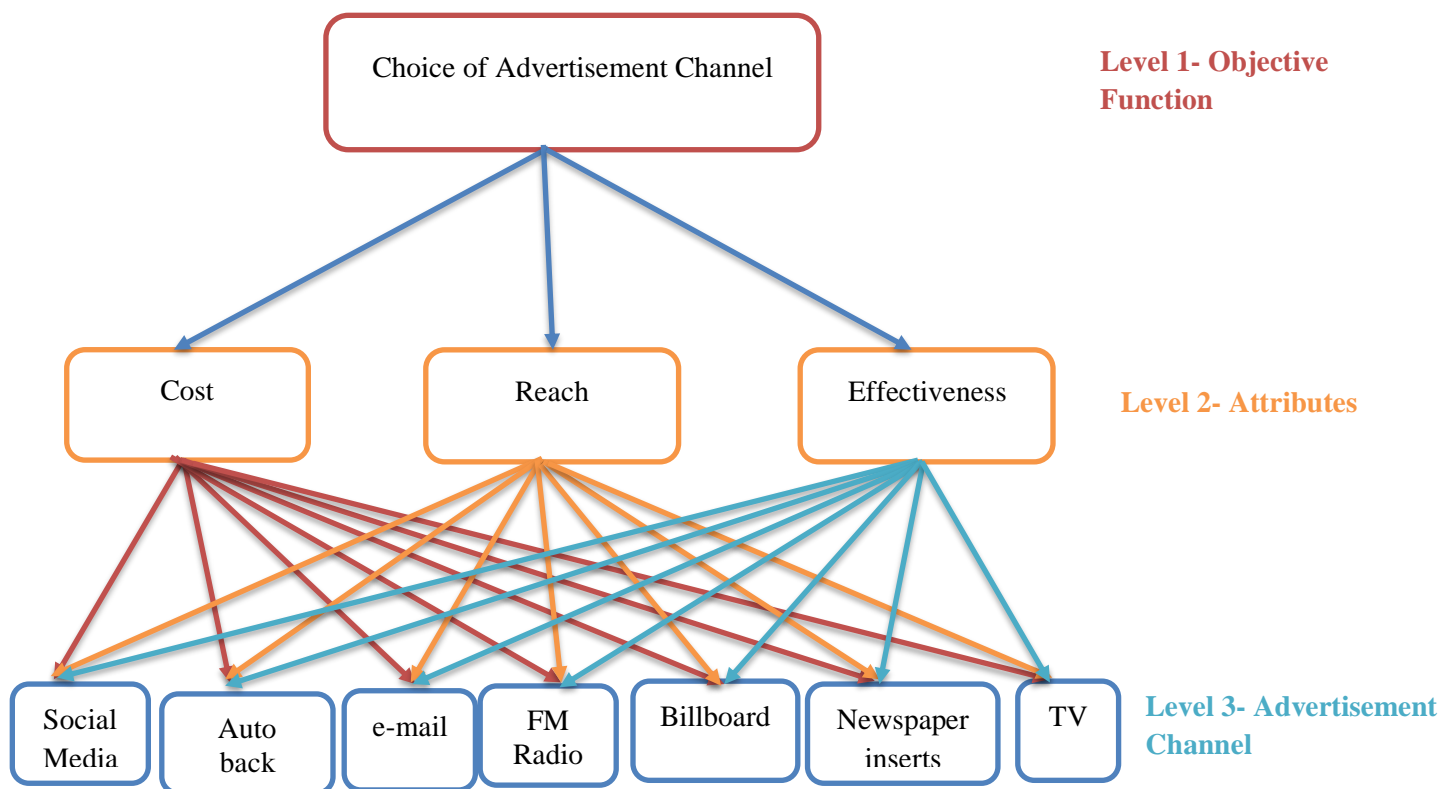 Choice of Advertisement Channel
Level 1- Objective
Function
Cost
Reach
Effectiveness
Level 2- Attributes
Social
Media
Auto
back
e-mail
FM
Radio
Billboard
Newspaper
inserts
TV
Level 3- Advertisement
Channel